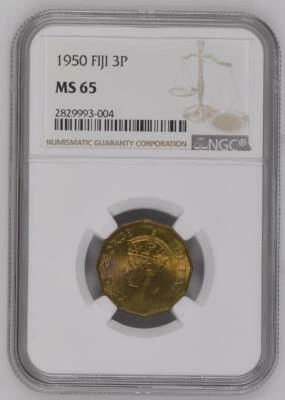 1950 FIJI 3P
MS 65
2829993-004
NUMISMATIC GUARANTY CORPORATION
NGC®